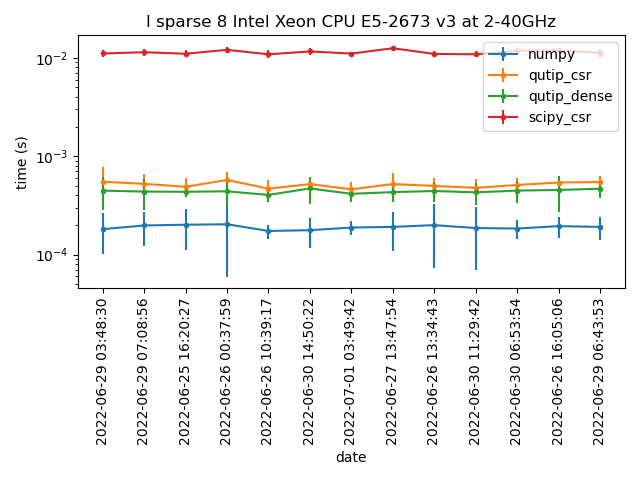 l sparse 8 Intel Xeon CPU E5-2673 v3 at 2-40GHz
time (s)
10⁻²
10⁻³
10⁻⁴
numpy
qutip_csr
qutip_dense
scipy_csr
2022-06-29 03:48:30
2022-06-29 07:08:56
2022-06-25 16:20:27
2022-06-26 00:37:59
2022-06-26 10:39:17
2022-06-30 14:50:22
2022-07-01 03:49:42
2022-06-27 13:47:54
2022-06-26 13:34:43
2022-06-30 11:29:42
2022-06-30 06:53:54
2022-06-26 16:05:06
2022-06-29 06:43:53
date